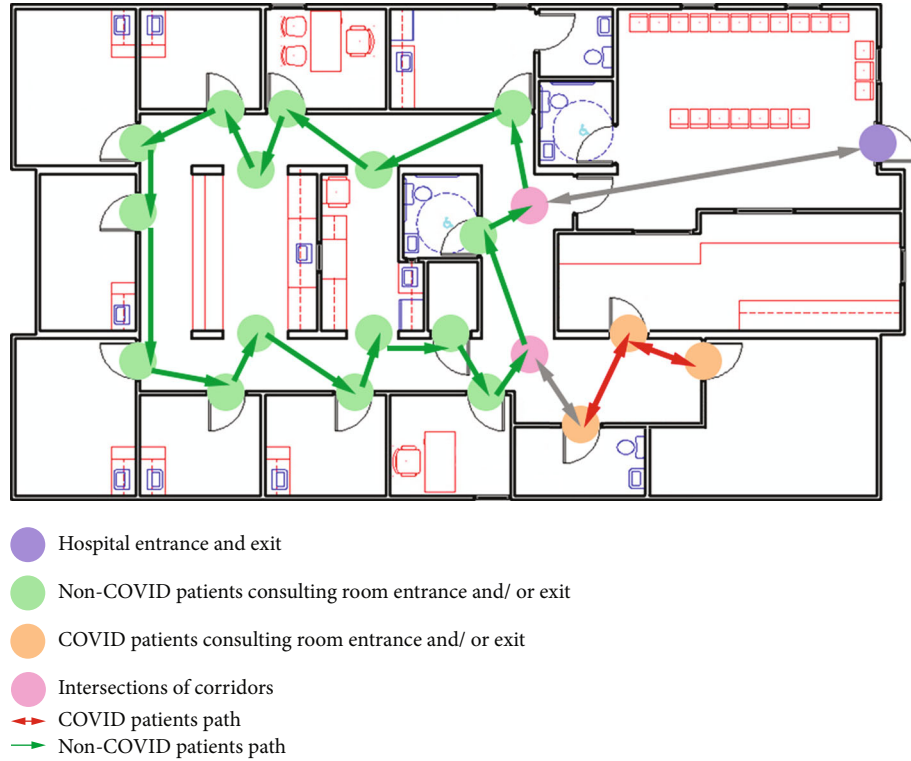 Hospital entrance and exit
Non-COVID patients consulting room entrance and/ or exit
COVID patients consulting room entrance and/ or exit
Intersections of corridors
COVID patients path
Non-COVID patients path